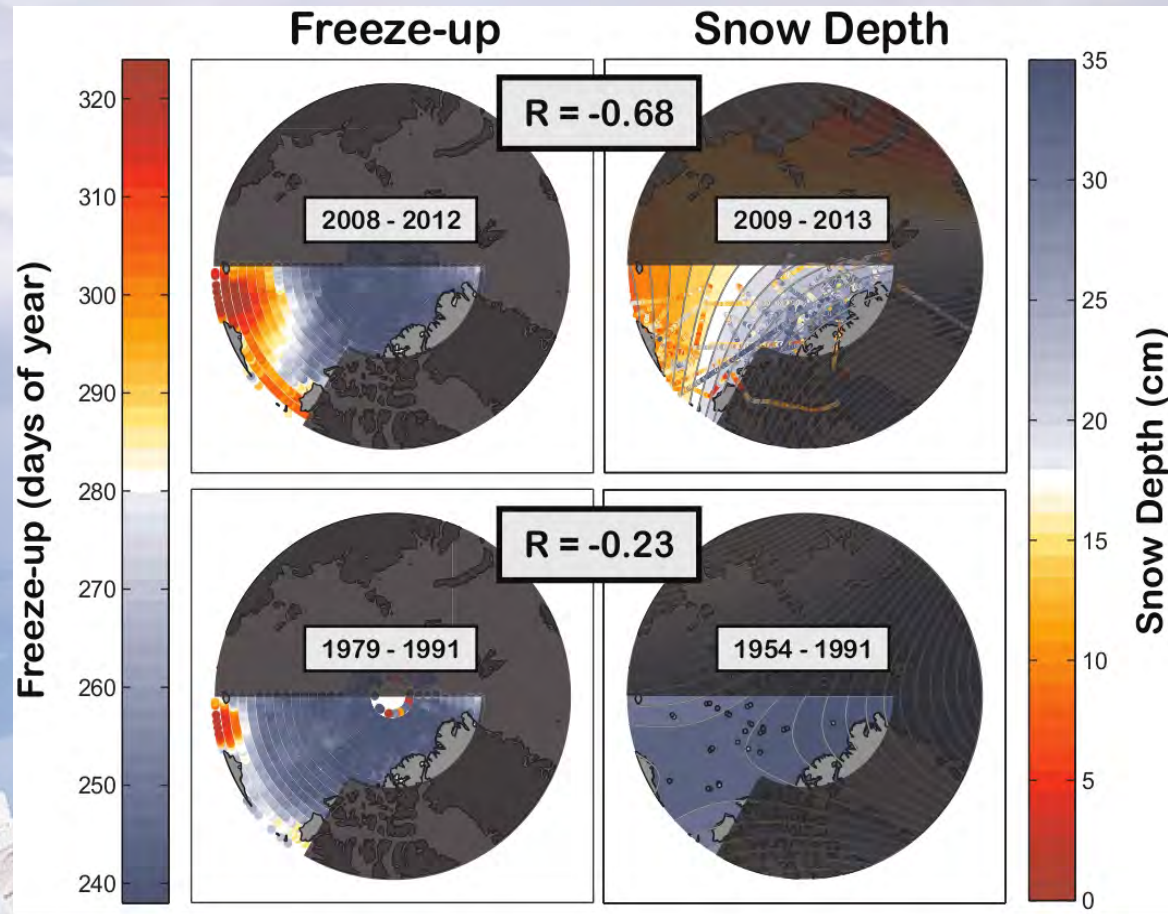 Freeze-up
Snow Depth
R = -0.68
2008 - 2012
2009 - 2013
R = -0.23
1979 - 1991
1954 - 1991
Freeze-up (days of year)
320
310
300
290
280
270
260
250
240
35
30
25
20
15
10
5
0
Snow Depth (cm)